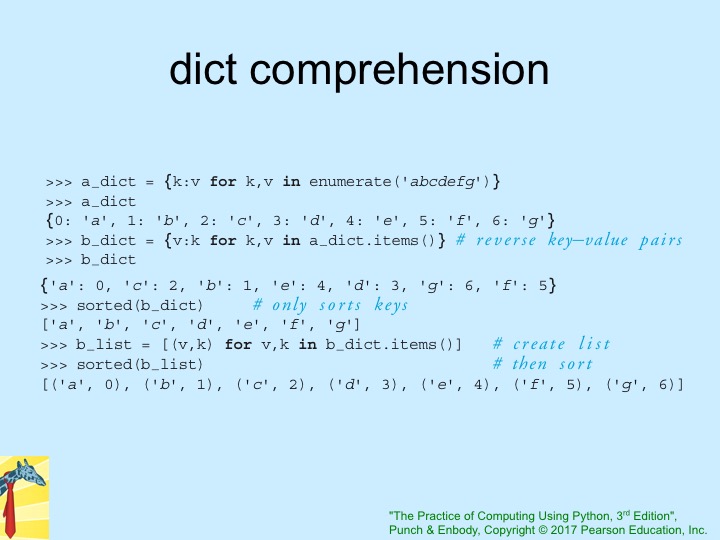 dict comprehension
>>> a_dict = {k:v for k,v in enumerate('abcdefg')}
>>> a_dict
{0: 'a', 1: 'b', 2: 'c', 3: 'd', 4: 'e', 5: 'f', 6: 'g'}
>>> b_dict = {v:k for k,v in a_dict.items()} # reverse key–value pairs
>>> b_dict
{'a': 0, 'c': 2, 'b': 1, 'e': 4, 'd': 3, 'g': 6, 'f': 5}
>>> sorted(b_dict) # only sorts keys
['a', 'b', 'c', 'd', 'e', 'f', 'g']
>>> b_list = [(v,k) for v,k in b_dict.items()] # create list
>>> sorted(b_list) # then sort
[('a', 0), ('b', 1), ('c', 2), ('d', 3), ('e', 4), ('f', 5), ('g', 6)]
"The Practice of Computing Using Python, 3rd Edition",
Punch & Enbody, Copyright © 2017 Pearson Education, Inc.